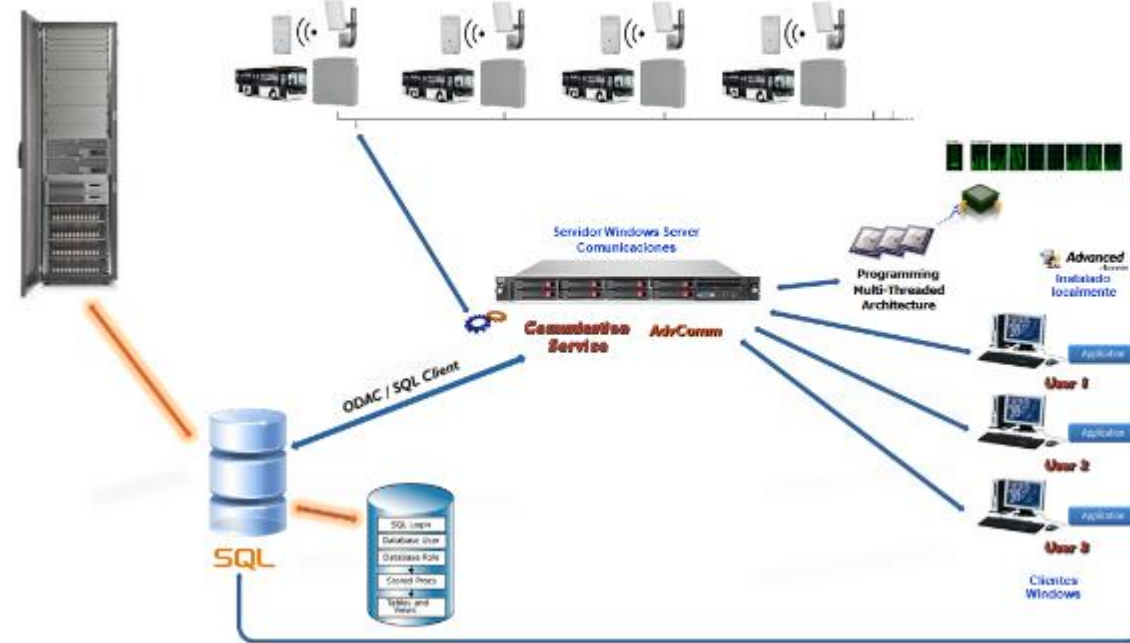 Servidor Windows Server
Comunicaciones
Advanced
Access
Instalado
localmente
Programming
Multi-Threaded
Architecture
Comunication
Service
AdvComm
ODAC / SQL Client
Application
User 1
Application
User 2
Application
User 3
Clientes
Windows
SQL
SQL Login
Database User
Database Role
Stored Procs
Tables and
Views